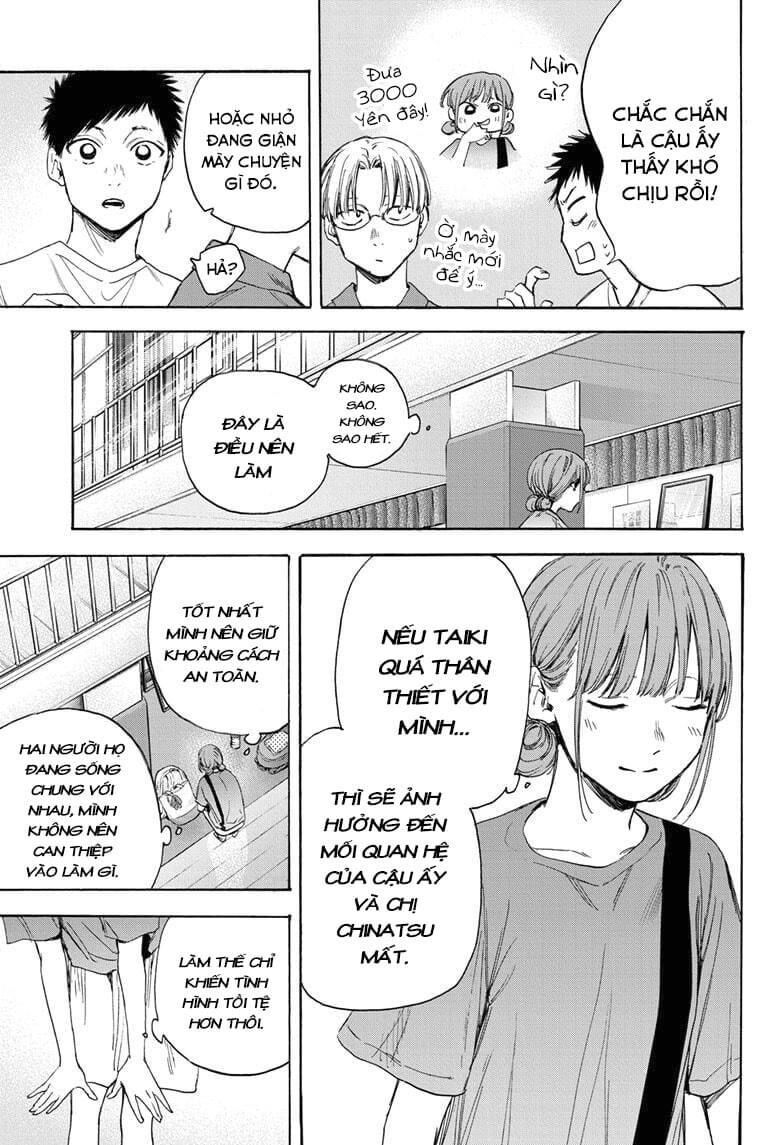 CHẮC CHẮN
LÀ CẬU ẤY
THẤY KHÓ
CHỊU RỒI!
Nhìn
gì?
Đưa
3000
yên đây!
Ờ, mày
nhắc mới
để ý...
HOẶC NHỎ
ĐANG GIẬN
MÀY CHUYỆN
GÌ ĐÓ.
HẢ?
KHÔNG
SAO.
KHÔNG
SAO HẾT.
ĐÂY LÀ
ĐIỀU NÊN
LÀM
NẾU TAIKI
QUÁ THÂN
THIẾT VỚI
MÌNH...
THÌ SẼ ẢNH
HƯỞNG ĐẾN
MỐI QUAN HỆ
CỦA CẬU ẤY
VÀ CHỊ
CHINATSU
MẤT.
TỐT NHẤT
MÌNH NÊN GIỮ
KHOẢNG CÁCH
AN TOÀN.
HAI NGƯỜI HỌ
ĐANG SỐNG
CHUNG VỚI
NHAU, MÌNH
KHÔNG NÊN
CAN THIỆP
VÀO LÀM GÌ.
LÀM THẾ CHỈ
KHIẾN TÌNH
HÌNH TỒI TỆ
HƠN THÔI.